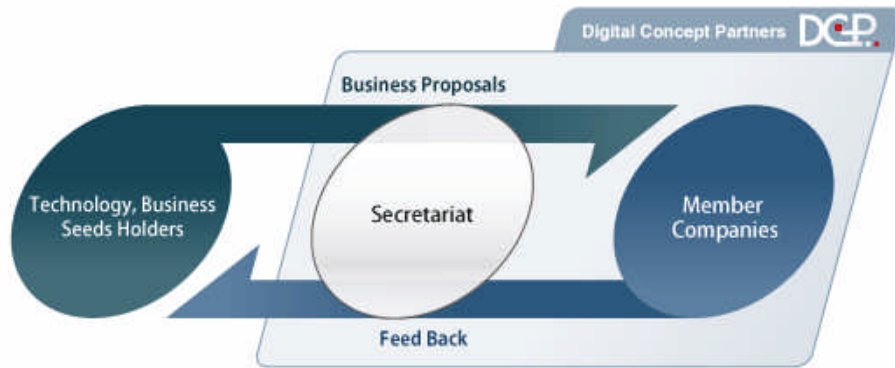 Digital Concept Partners DCP
Business Proposals
Technology, Business
Seeds Holders
Secretariat
Member
Companies
Feed Back